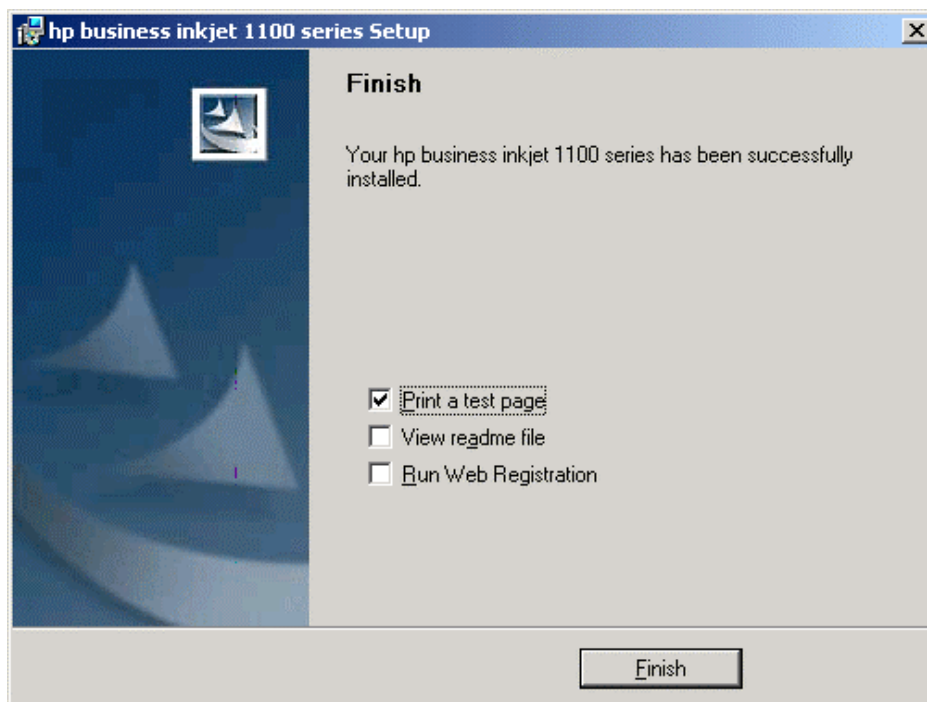 hp business inkjet 1100 series Setup
Finish
Your hp business inkjet 1100 series has been successfully
installed.
Print a test page
View readme file
Run Web Registration
Finish